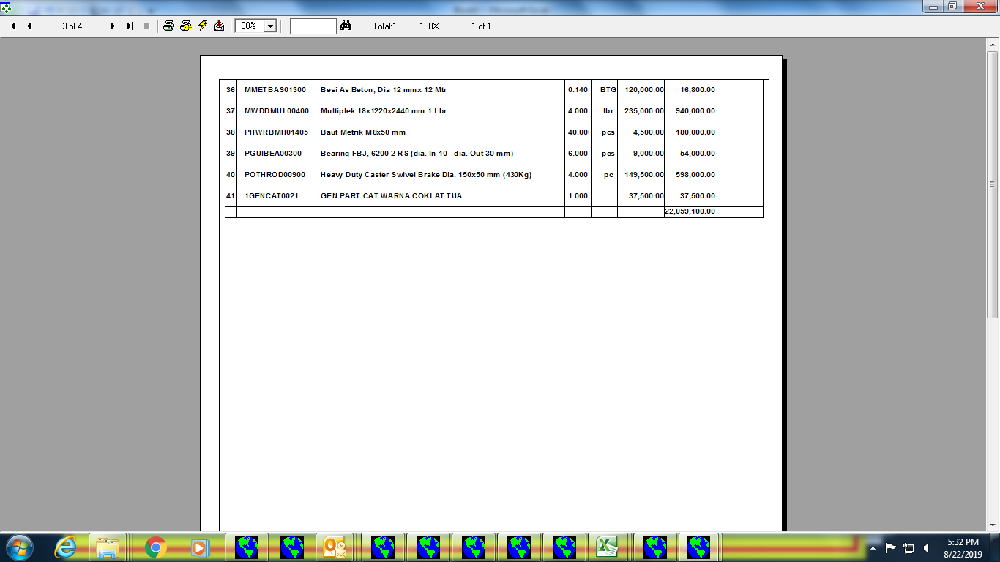 3 of 4 100% Total:1 100% 1 of 1
36 MMETBAS01300 Besi As Beton, Dia 12 mmx 12 Mtr 0.140 BTG 120,000.00 16,800.00
37 MWDDMUL00400 Multiplek 18x1220x2440 mm 1 Lbr 4.000 lbr 235,000.00 940,000.00
38 PHWRBMH01405 Baut Metrik M8x50 mm 40.00 pcs 4,500.00 180,000.00
39 PGUIBEA00300 Bearing FBJ, 6200-2 RS (dia. In 10 - dia. Out 30 mm) 6.000 pcs 9,000.00 54,000.00
40 POTHROD00900 Heavy Duty Caster Swivel Brake Dia. 150x50 mm (430Kg) 4.000 pc 149,500.00 598,000.00
41 1GENCAT0021 GEN PART.CAT WARNA COKLAT TUA 1.000 37,500.00 37,500.00
22,059,100.00
5:32 PM
8/22/2019